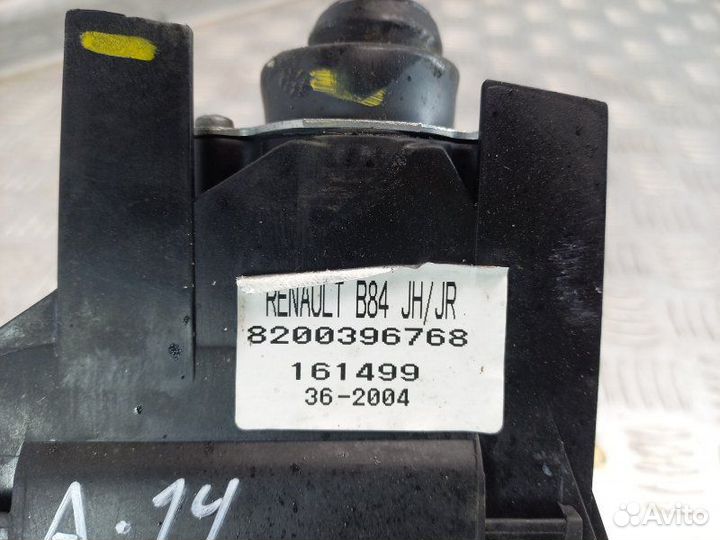 RENAULT B84 JH/JR
8200396768
161499
36-2004
A.14
Avito